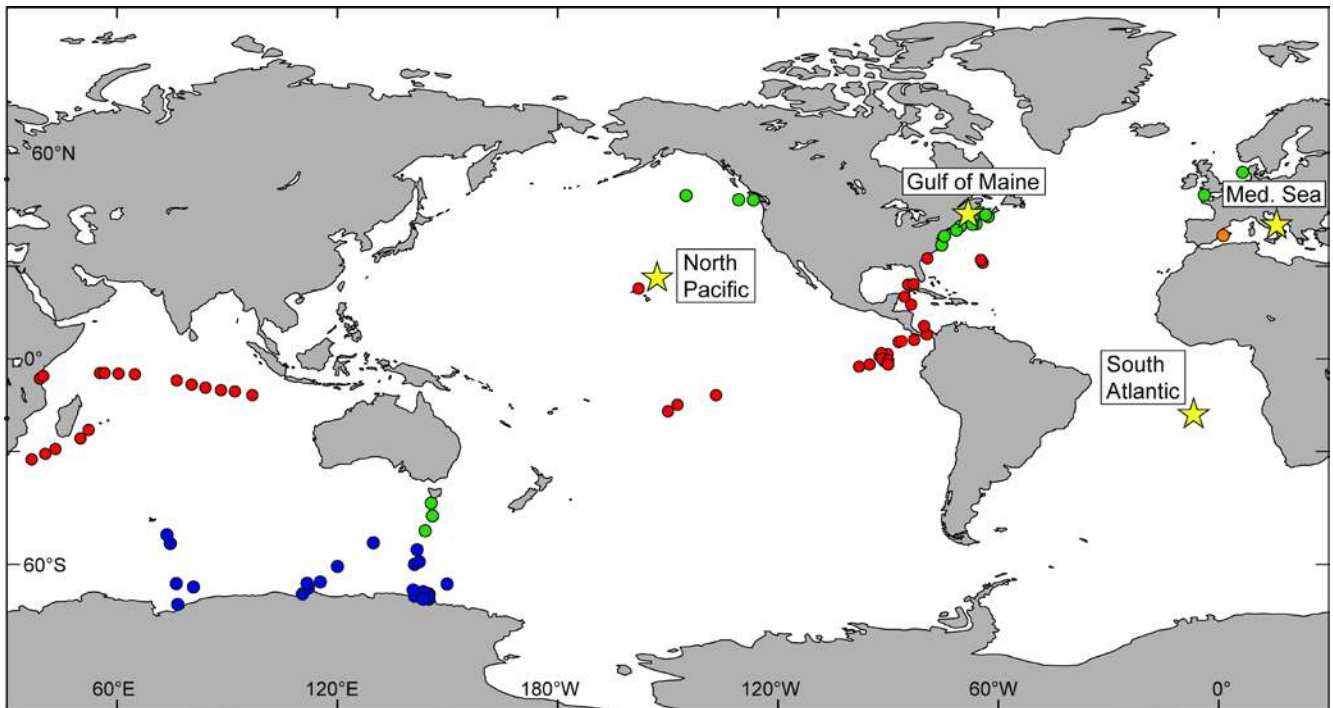 60°N
Gulf of Maine
Med. Sea
North
Pacific
0°
South
Atlantic
60°S
60°E
120°E
180°W
120°W
60°W
0°